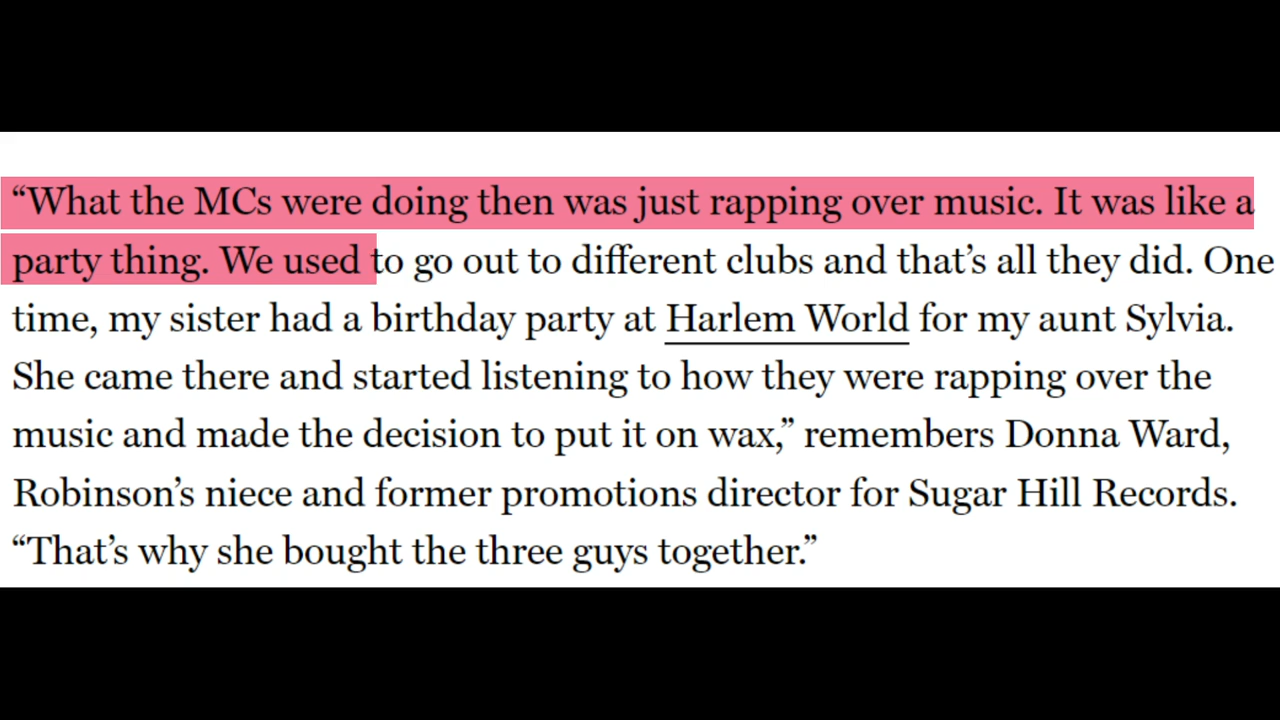 “What the MCs were doing then was just rapping over music. It was like a
party thing. We used to go out to different clubs and that’s all they did. One
time, my sister had a birthday party at Harlem World for my aunt Sylvia.
She came there and started listening to how they were rapping over the
music and made the decision to put it on wax,” remembers Donna Ward,
Robinson’s niece and former promotions director for Sugar Hill Records.
“That’s why she bought the three guys together.”